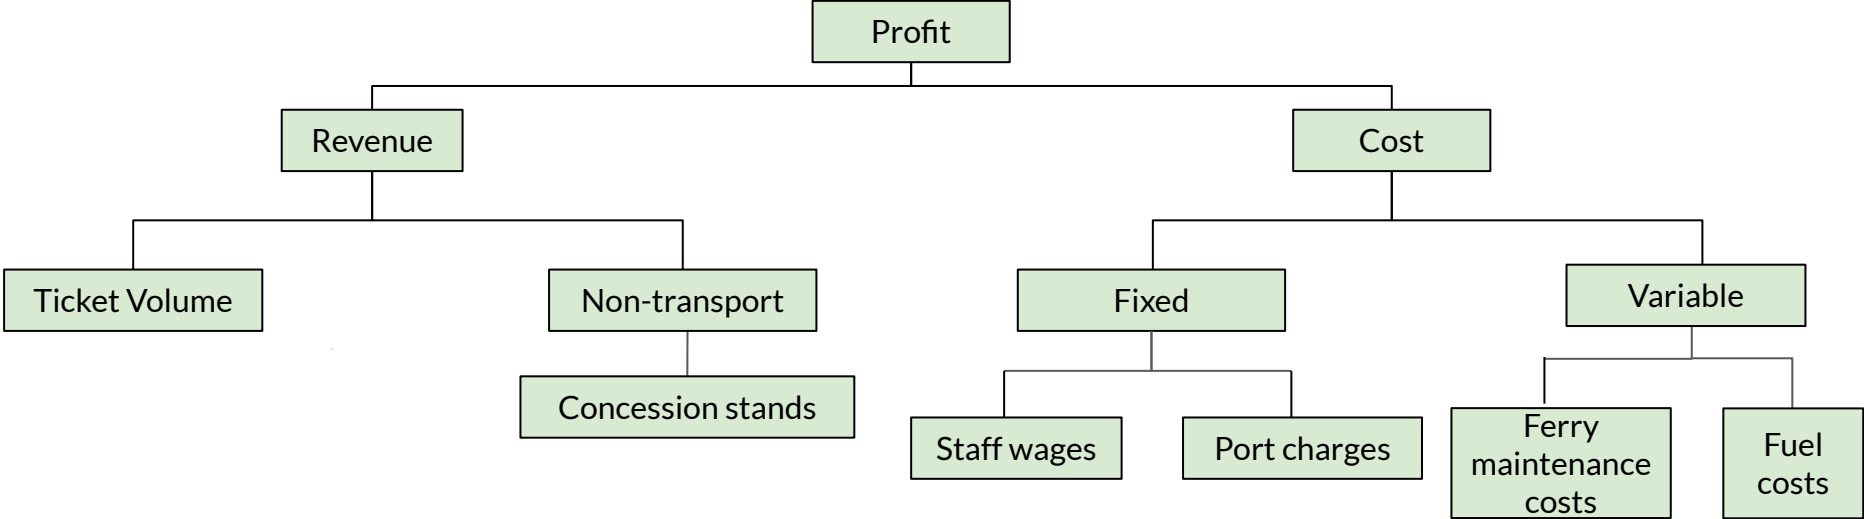 Profit
Revenue
Cost
Ticket Volume
Non-transport
Fixed
Variable
Concession stands
Staff wages
Port charges
Ferry
maintenance
costs
Fuel
costs